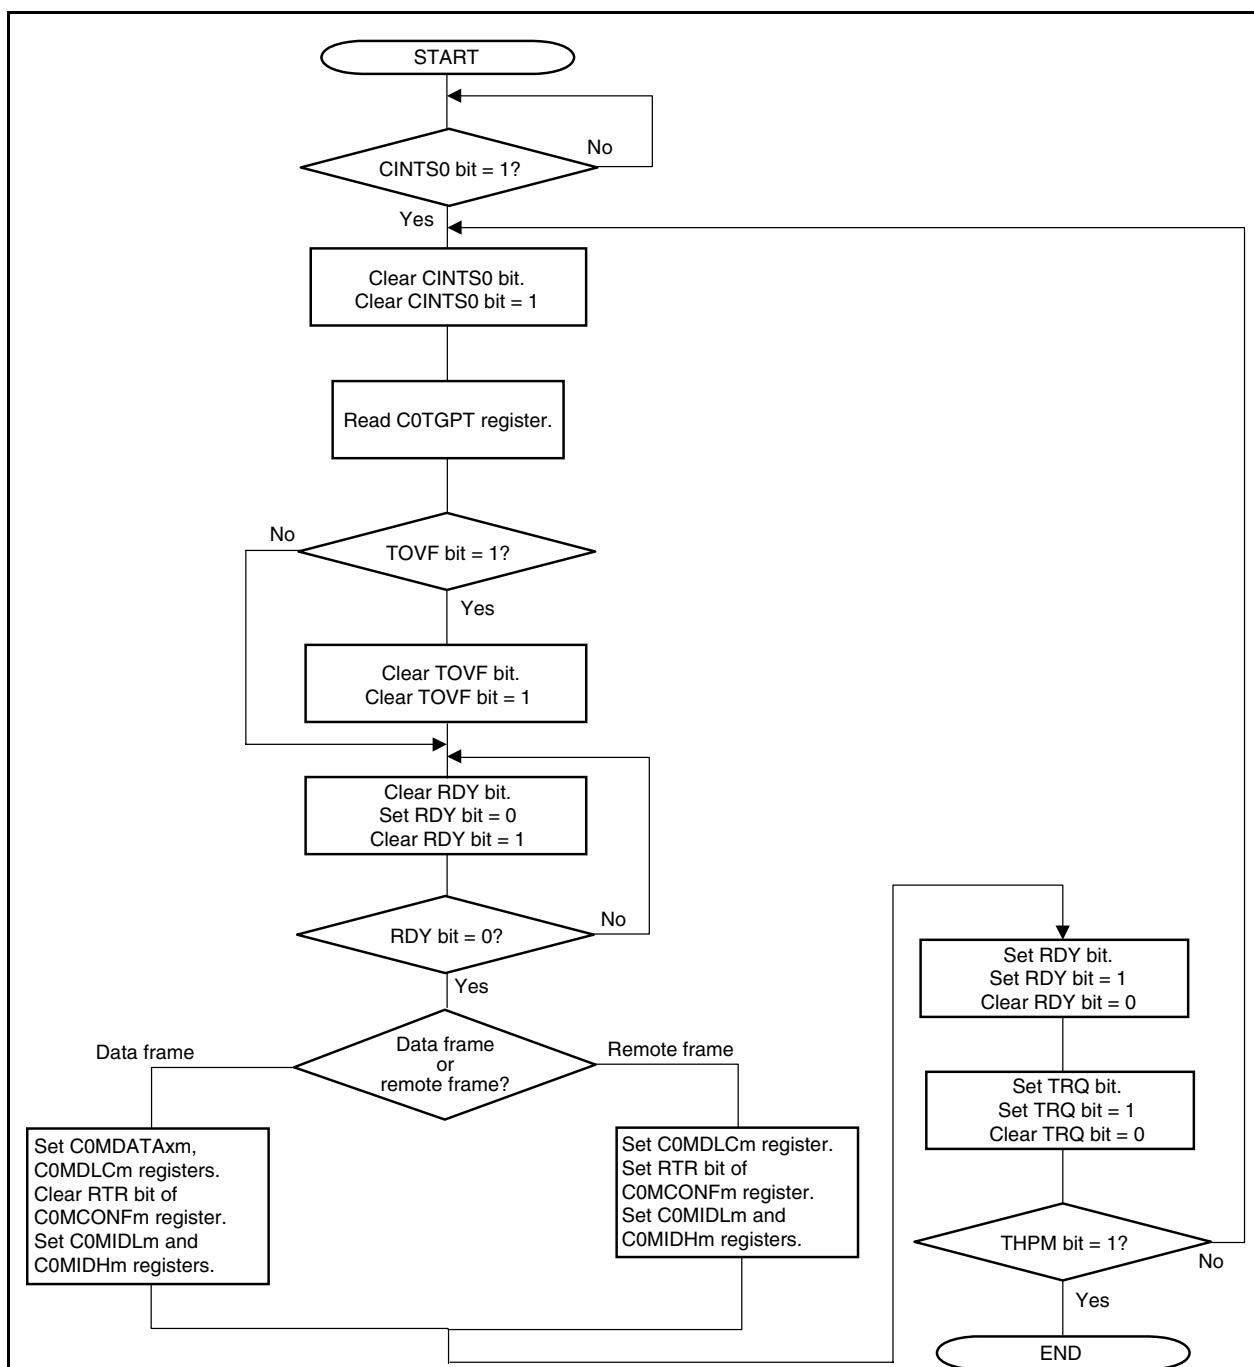 START
No
CINTS0 bit = 1?
Yes
Clear CINTS0 bit.
Clear CINTS0 bit = 1
Read C0TGPT register.
No
TOVF bit = 1?
Yes
Clear TOVF bit.
Clear TOVF bit = 1
Clear RDY bit.
Set RDY bit = 0
Clear RDY bit = 1
No
RDY bit = 0?
Yes
Data frame
Data frame
or
remote frame?
Remote frame
Set C0MDATAxm,
C0MDLCm registers.
Clear RTR bit of
C0MCONFm register.
Set C0MIDLm and
C0MIDHm registers.
Set C0MDLCm register.
Set RTR bit of
C0MCONFm register.
Set C0MIDLm and
C0MIDHm registers.
Set RDY bit.
Set RDY bit = 1
Clear RDY bit = 0
Set TRQ bit.
Set TRQ bit = 1
Clear TRQ bit = 0
THPM bit = 1?
No
Yes
END